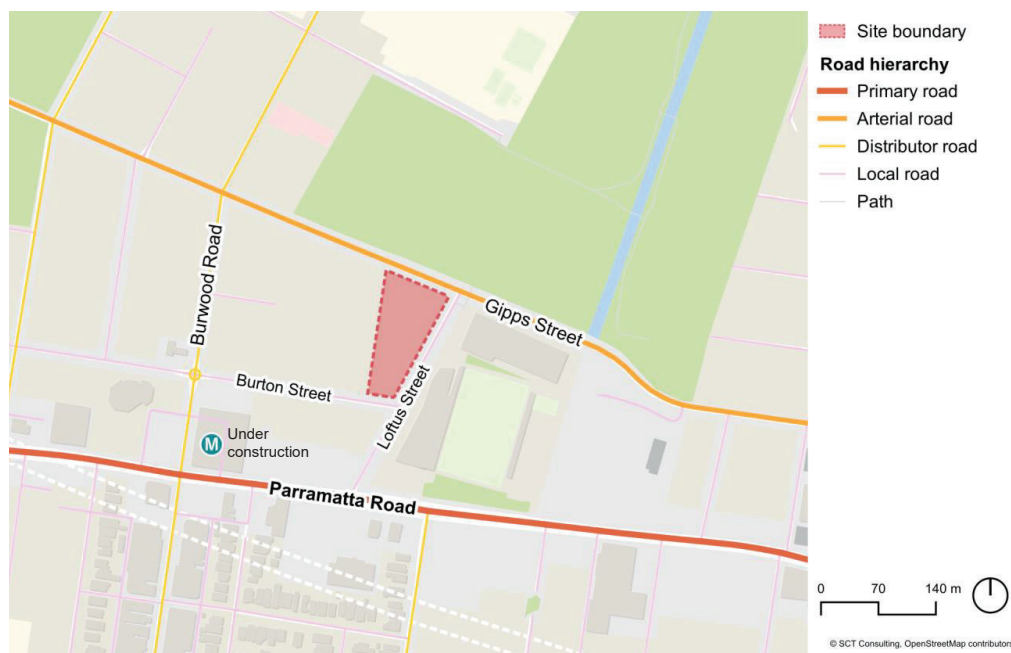 Site boundary
Road hierarchy
Primary road
Arterial road
Distributor road
Local road
Path
Burwood Road
Gipps Street
Burton Street
Loftus Street
M
Under
construction
Parramatta Road
0 70 140 m
© SCT Consulting, OpenStreetMap contributors